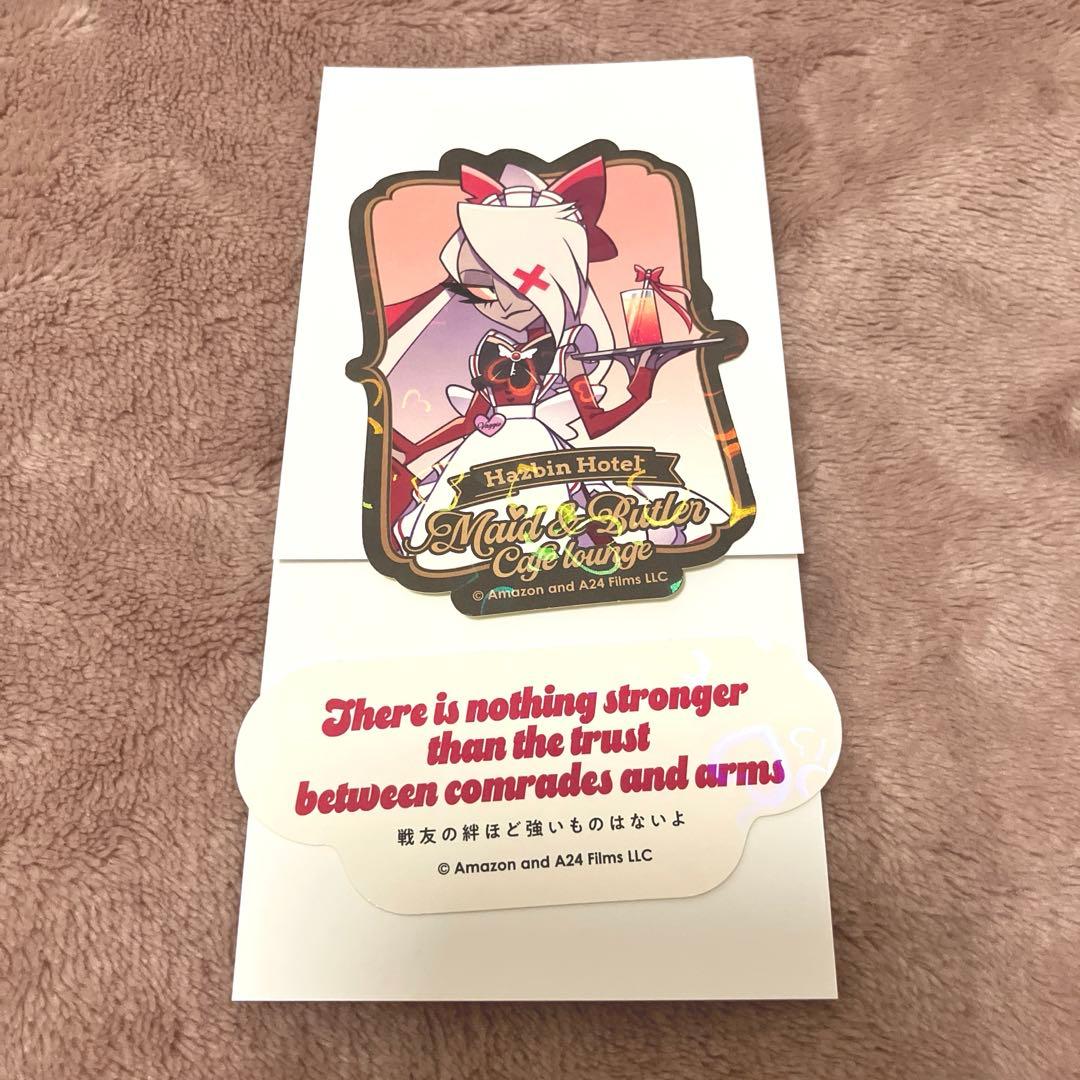 Vaggie
Hazbin Hotel
Maid & Butler
Cafe lounge
© Amazon and A24 Films LLC
There is nothing stronger
than the trust
between comrades and arms
戦友の絆ほど強いものはないよ
© Amazon and A24 Films LLC